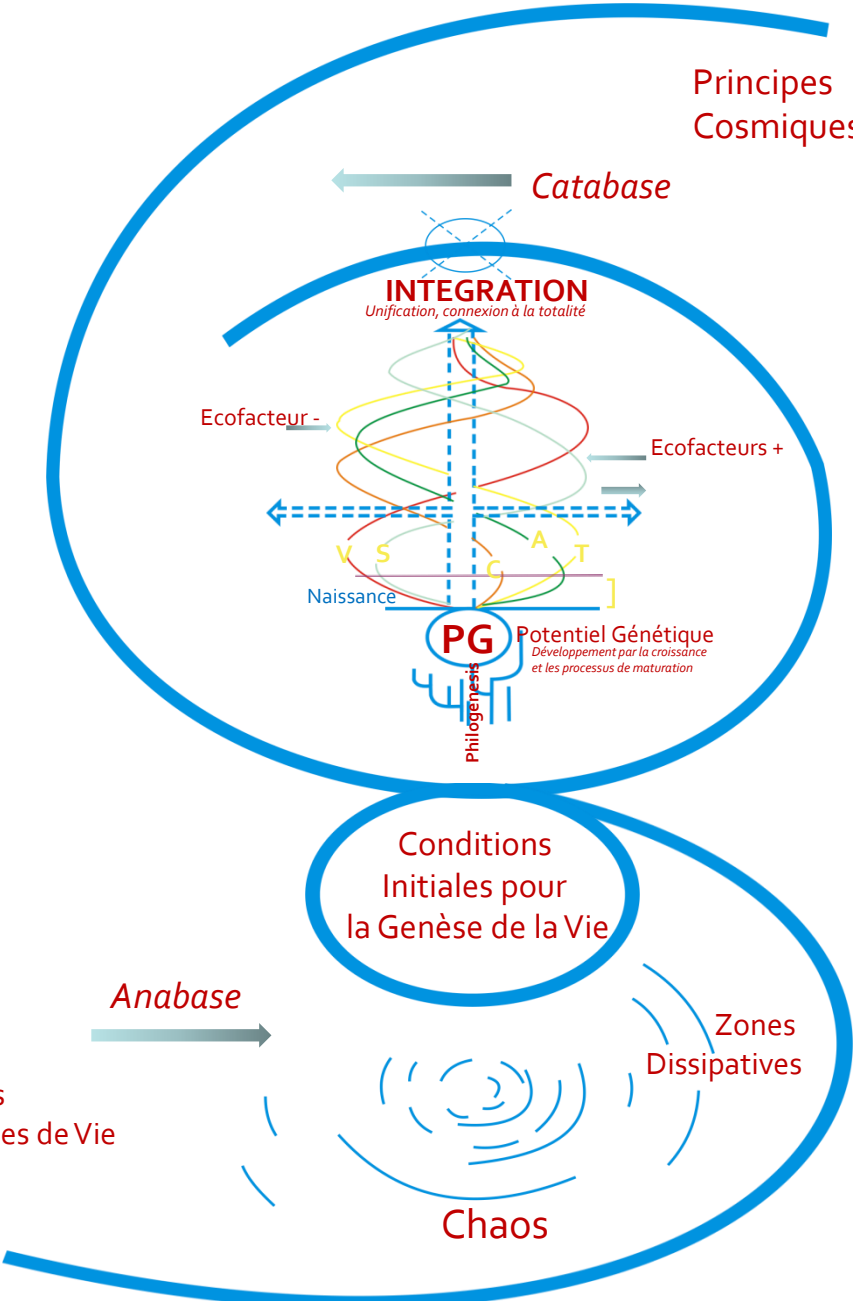 Principes
Cosmiques
Catabase
INTEGRATION
Unification, connexion à la totalité
Ecofacteur -
Ecofacteurs +
V S C A T
]
Naissance
PG
Potentiel Génétique
Développement par la croissance
et les processus de maturation
Philogenesis
Conditions
Initiales pour
la Genèse de la Vie
Anabase
Zones
Dissipatives
s
es de Vie
Chaos